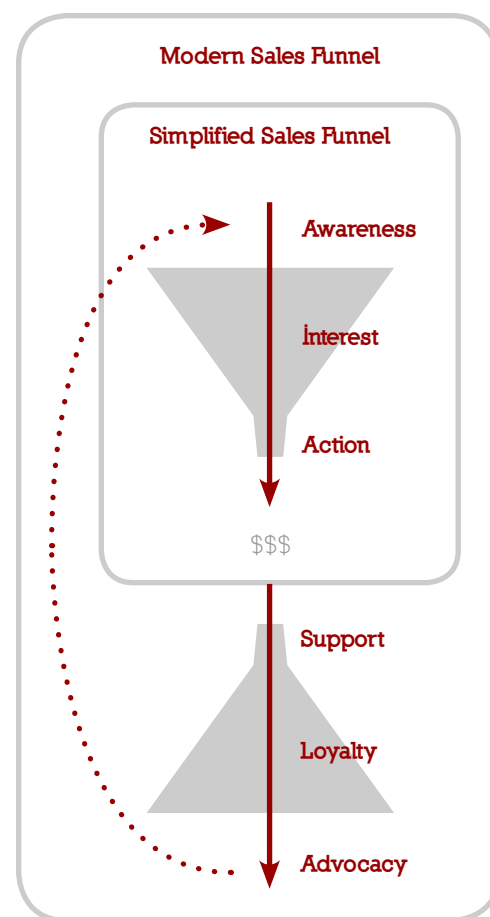 Modern Sales Funnel
Simplified Sales Funnel
Awareness
İnterest
Action
$$$
Support
Loyalty
Advocacy